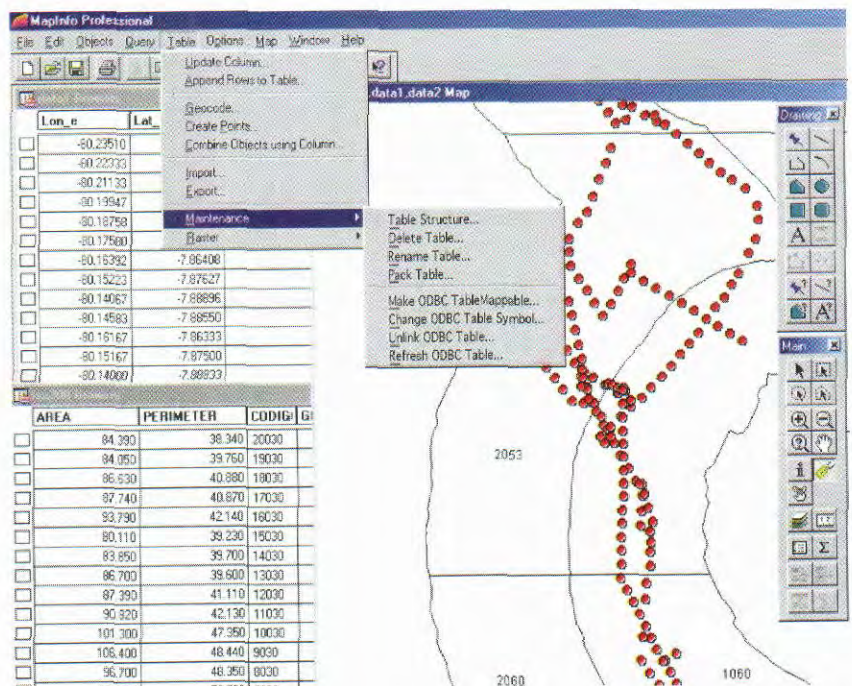 MapInfo Professional
File Edit Objects Query Table Options Map Window Help
Update Column...
Append Rows to Table...
Geocode...
Create Points...
Combine Objects using Column...
Import...
Export...
Maintenance
Raster
Table Structure...
Delete Table...
Rename Table...
Pack Table...
Make ODBC Table Mappable...
Change ODBC Table Symbol...
Unlink ODBC Table...
Refresh ODBC Table...
,data1,data2 Map
Drawing
Main
Lon_e Lat_
-80.23510
-80.22333
-80.21133
-80.19947
-80.18758
-80.17580
-80.16392 -7.86408
-80.15223 -7.87627
-80.14067 -7.88896
-80.14583 -7.88550
-80.16167 -7.86333
-80.15167 -7.87500
-80.14000 -7.88833
AREA PERIMETER CODIG
84.390 38.340 20030
84.050 39.760 19030
86.630 40.880 18030
87.740 40.870 17030
93.790 42.140 16030
80.110 39.230 15030
83.850 39.700 14030
86.700 39.600 13030
87.390 41.110 12030
90.920 42.130 11030
101.300 47.350 10030
106.400 48.440 9030
96.700 48.350 8030
2053
2060
1060